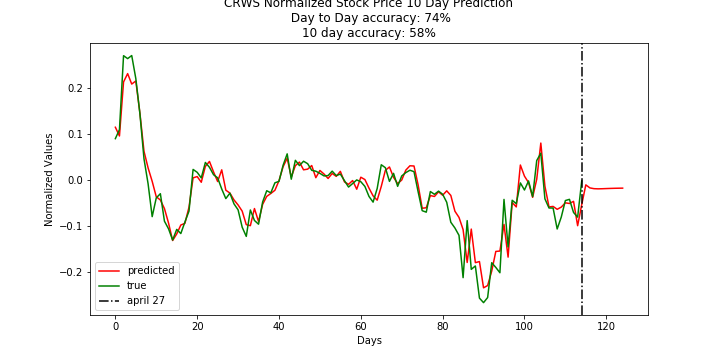 CRWS Normalized Stock Price 10 Day Prediction
Day to Day accuracy: 74%
10 day accuracy: 58%
Normalized Values
0.2
0.1
0.0
−0.1
−0.2
predicted
true
april 27
0
20
40
60
80
100
120
Days